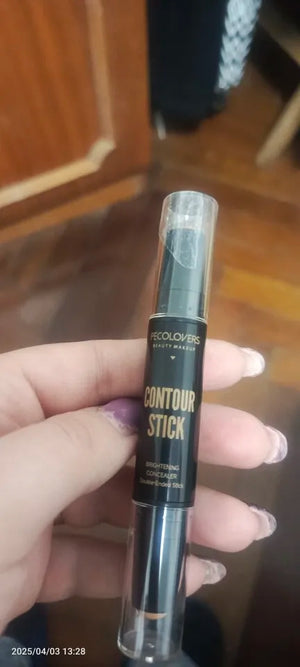 PECOLOVERS
BEAUTY MAKEUP
CONTOUR
STICK
BRIGHTENING
CONCEALER
Double-Ended Stick
2025/04/03 13:28